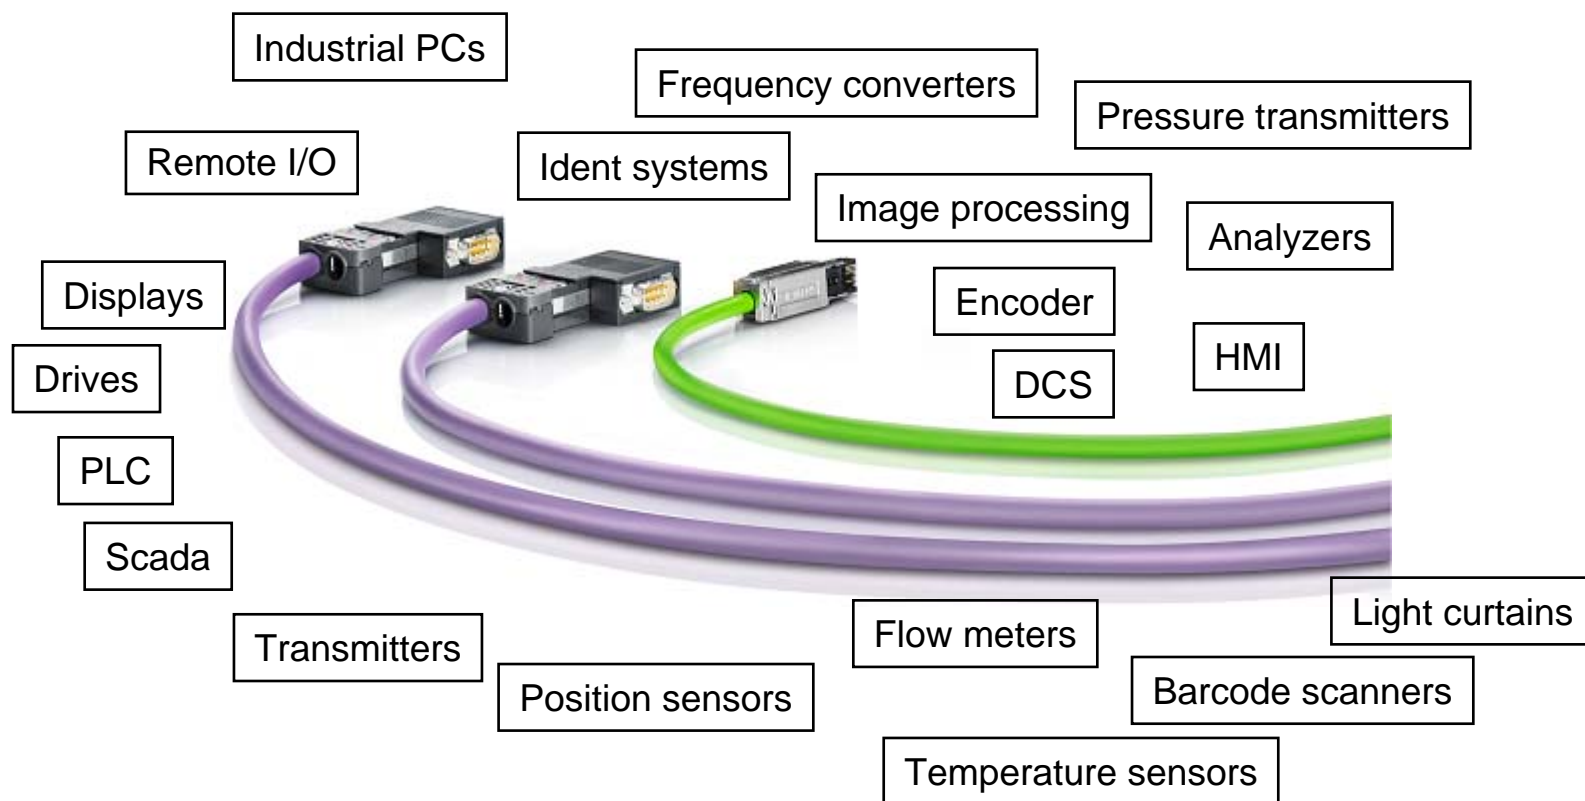 Industrial PCs
Frequency converters
Pressure transmitters
Remote I/O
Ident systems
Image processing
Analyzers
Displays
Encoder
HMI
Drives
DCS
PLC
Scada
Light curtains
Transmitters
Flow meters
Position sensors
Barcode scanners
Temperature sensors